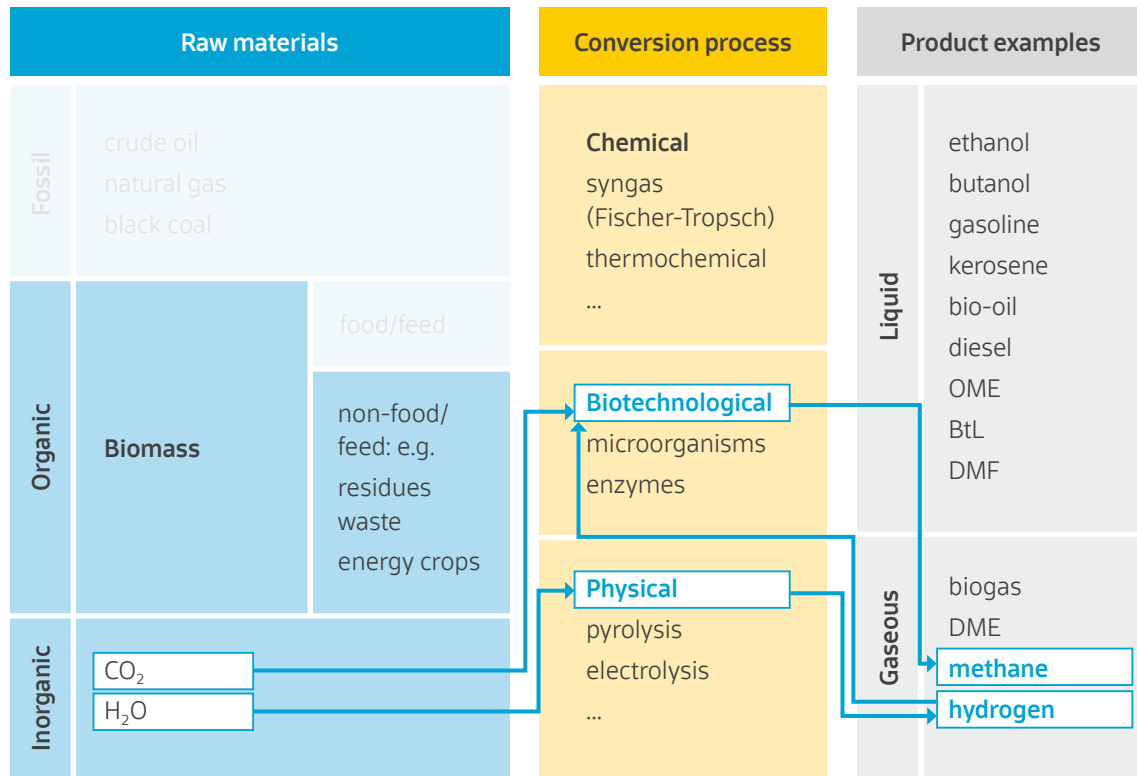 Raw materials
Conversion process
Product examples
Fossil
crude oil
natural gas
black coal
Organic
Biomass
food/feed
non-food/
feed: e.g.
residues
waste
energy crops
Inorganic
CO₂
H₂O
Chemical
syngas
(Fischer-Tropsch)
thermochemical
...
Biotechnological
microorganisms
enzymes
Physical
pyrolysis
electrolysis
...
Liquid
ethanol
butanol
gasoline
kerosene
bio-oil
diesel
OME
BtL
DMF
Gaseous
biogas
DME
methane
hydrogen